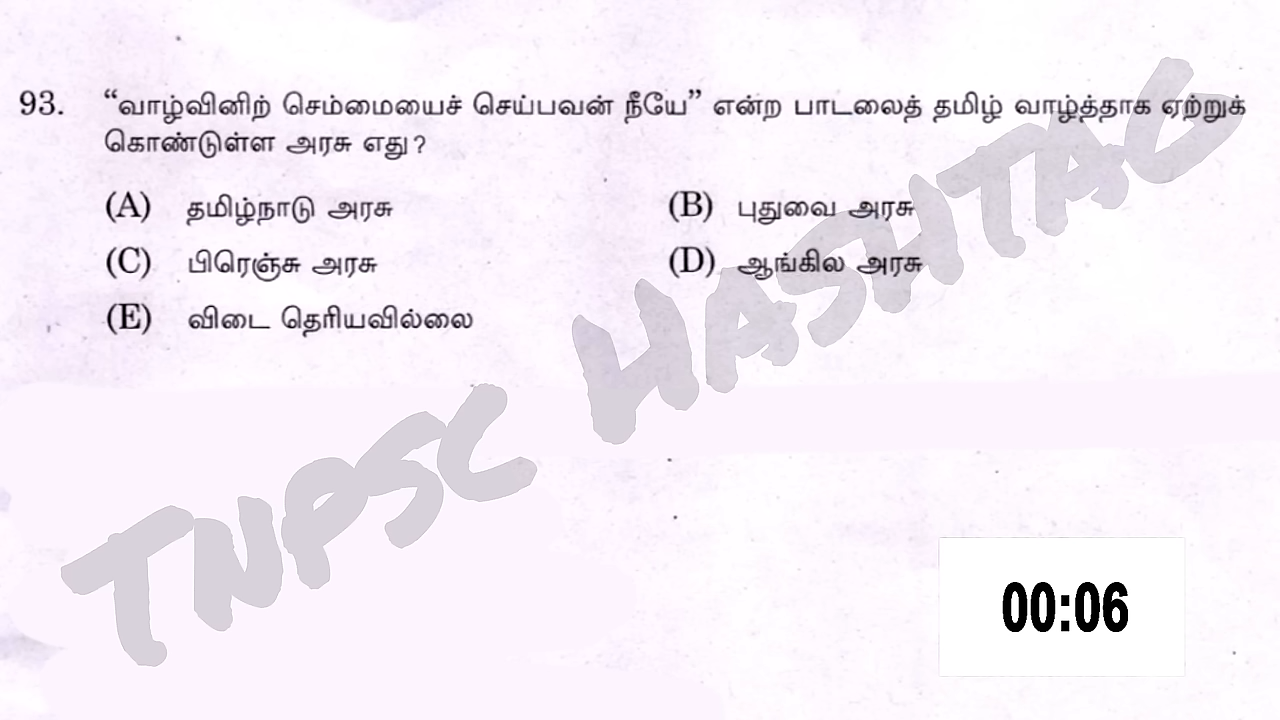 93. “வாழ்வினிற் செம்மையைச் செய்பவன் நீயே” என்ற பாடலைத் தமிழ் வாழ்த்தாக ஏற்றுக்
கொண்டுள்ள அரசு எது ?
(A) தமிழ்நாடு அரசு (B) புதுவை அரசு
(C) பிரெஞ்சு அரசு (D) ஆங்கில அரசு
(E) விடை தெரியவில்லை
TNPSC HASHTAG
00:06